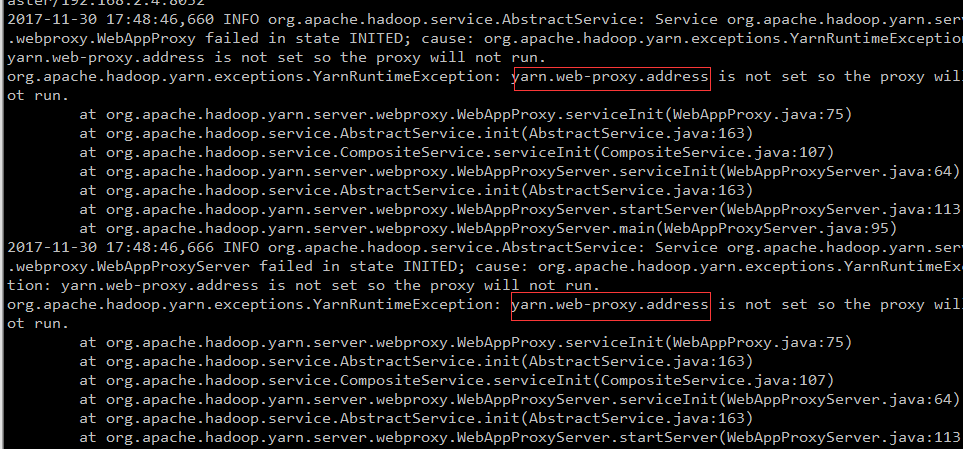 aster/192.168.2.4:8032
2017-11-30 17:48:46,660 INFO org.apache.hadoop.service.AbstractService: Service org.apache.hadoop.yarn.serv
.webproxy.WebAppProxy failed in state INITED; cause: org.apache.hadoop.yarn.exceptions.YarnRuntimeException
yarn.web-proxy.address is not set so the proxy will not run.
org.apache.hadoop.yarn.exceptions.YarnRuntimeException: yarn.web-proxy.address is not set so the proxy wil
ot run.
at org.apache.hadoop.yarn.server.webproxy.WebAppProxy.serviceInit(WebAppProxy.java:75)
at org.apache.hadoop.service.AbstractService.init(AbstractService.java:163)
at org.apache.hadoop.service.CompositeService.serviceInit(CompositeService.java:107)
at org.apache.hadoop.yarn.server.webproxy.WebAppProxyServer.serviceInit(WebAppProxyServer.java:64)
at org.apache.hadoop.service.AbstractService.init(AbstractService.java:163)
at org.apache.hadoop.yarn.server.webproxy.WebAppProxyServer.startServer(WebAppProxyServer.java:113
at org.apache.hadoop.yarn.server.webproxy.WebAppProxyServer.main(WebAppProxyServer.java:95)
2017-11-30 17:48:46,666 INFO org.apache.hadoop.service.AbstractService: Service org.apache.hadoop.yarn.serv
.webproxy.WebAppProxyServer failed in state INITED; cause: org.apache.hadoop.yarn.exceptions.YarnRuntimeEx
tion: yarn.web-proxy.address is not set so the proxy will not run.
org.apache.hadoop.yarn.exceptions.YarnRuntimeException: yarn.web-proxy.address is not set so the proxy wil
ot run.
at org.apache.hadoop.yarn.server.webproxy.WebAppProxy.serviceInit(WebAppProxy.java:75)
at org.apache.hadoop.service.AbstractService.init(AbstractService.java:163)
at org.apache.hadoop.service.CompositeService.serviceInit(CompositeService.java:107)
at org.apache.hadoop.yarn.server.webproxy.WebAppProxyServer.serviceInit(WebAppProxyServer.java:64)
at org.apache.hadoop.service.AbstractService.init(AbstractService.java:163)
at org.apache.hadoop.yarn.server.webproxy.WebAppProxyServer.startServer(WebAppProxyServer.java:113